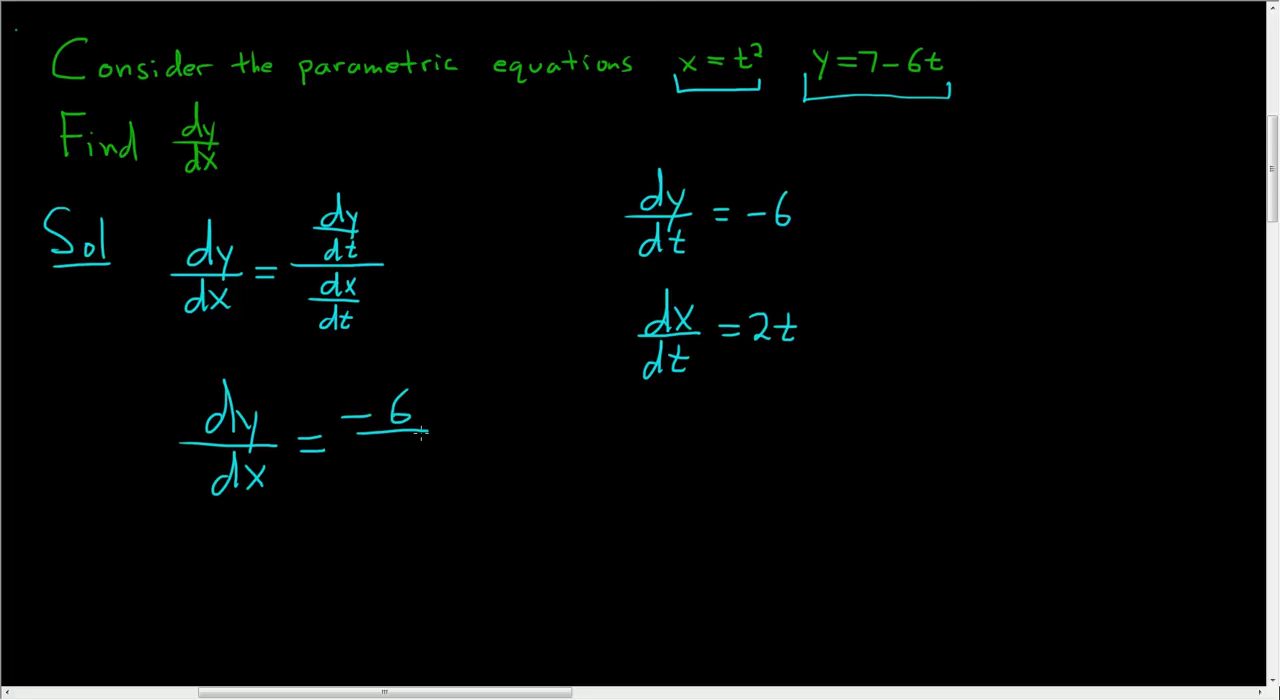 Consider the parametric equations x = t² y = 7 - 6t
Find dy/dx
Sol dy/dx = (dy/dt)/(dx/dt)
dy/dt = -6
dx/dt = 2t
dy/dx = -6/